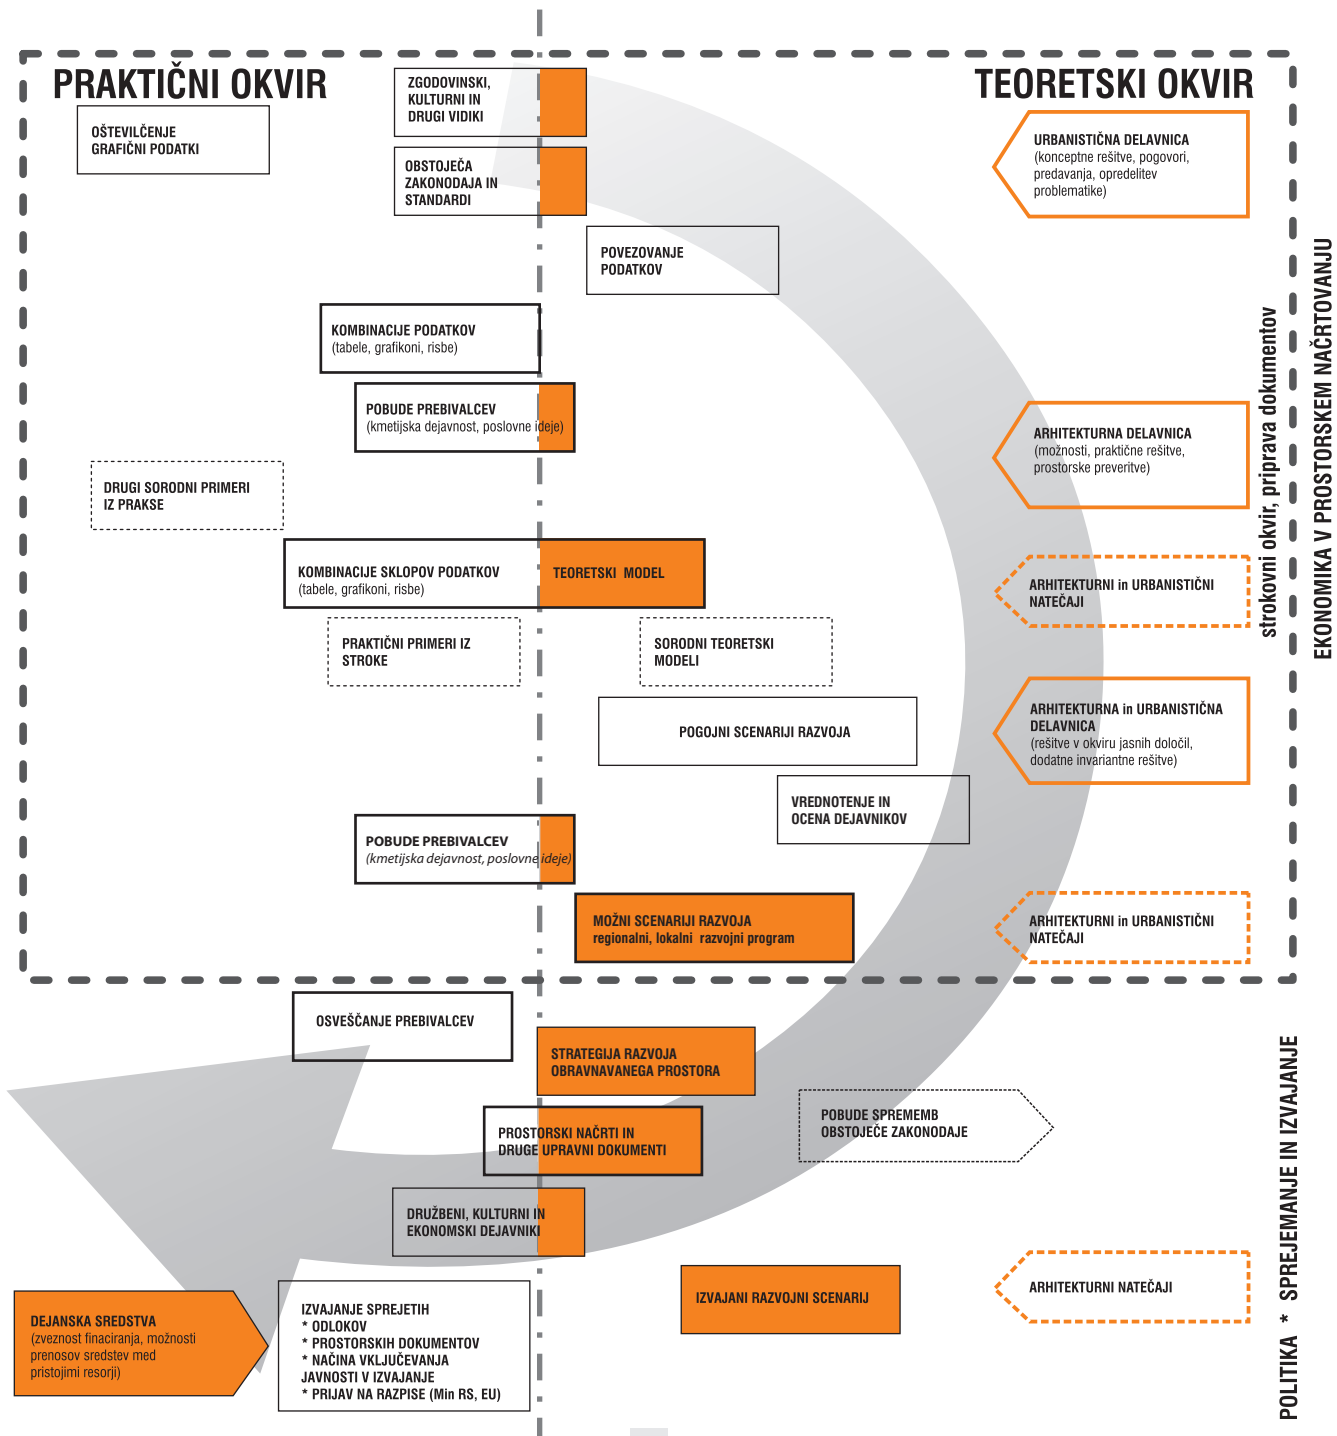 PRAKTIČNI OKVIR
TEORETSKI OKVIR
ZGODOVINSKI,
KULTURNI IN
DRUGI VIDIKI
OŠTEVILČENJE
GRAFIČNI PODATKI
URBANISTIČNA DELAVNICA
(konceptne rešitve, pogovori,
predavanja, opredelitev
problematike)
OBSTOJEČA
ZAKONODAJA IN
STANDARDI
POVEZOVANJE
PODATKOV
KOMBINACIJE PODATKOV
(tabele, grafikoni, risbe)
POBUDE PREBIVALCEV
(kmetijska dejavnost, poslovne ideje)
ARHITEKTURNA DELAVNICA
(možnosti, praktične rešitve,
prostorske preveritve)
DRUGI SORODNI PRIMERI
IZ PRAKSE
KOMBINACIJE SKLOPOV PODATKOV
(tabele, grafikoni, risbe)
TEORETSKI MODEL
ARHITEKTURNI in URBANISTIČNI
NATEČAJI
PRAKTIČNI PRIMERI IZ
STROKE
SORODNI TEORETSKI
MODELI
POGOJNI SCENARIJI RAZVOJA
ARHITEKTURNA in URBANISTIČNA
DELAVNICA
(rešitve v okviru jasnih določil,
dodatne invariantne rešitve)
VREDNOTENJE IN
OCENA DEJAVNIKOV
POBUDE PREBIVALCEV
(kmetijska dejavnost, poslovne ideje)
MOŽNI SCENARIJI RAZVOJA
regionalni, lokalni razvojni program
ARHITEKTURNI in URBANISTIČNI
NATEČAJI
strokovni okvir, priprava dokumentov
EKONOMIKA V PROSTORSKEM NAČRTOVANJU
OSVEŠČANJE PREBIVALCEV
STRATEGIJA RAZVOJA
OBRAVNAVANEGA PROSTORA
POBUDE SPREMEMB
OBSTOJEČE ZAKONODAJE
PROSTORSKI NAČRTI IN
DRUGE UPRAVNI DOKUMENTI
DRUŽBENI, KULTURNI IN
EKONOMSKI DEJAVNIKI
IZVAJANI RAZVOJNI SCENARIJ
ARHITEKTURNI NATEČAJI
DEJANSKA SREDSTVA
(zveznost finaciranja, možnosti
prenosov sredstev med
pristojimi resorji)
IZVAJANJE SPREJETIH
* ODLOKOV
* PROSTORSKIH DOKUMENTOV
* NAČINA VKLJUČEVANJA
JAVNOSTI V IZVAJANJE
* PRIJAV NA RAZPISE (Min RS, EU)
POLITIKA * SPREJEMANJE IN IZVAJANJE